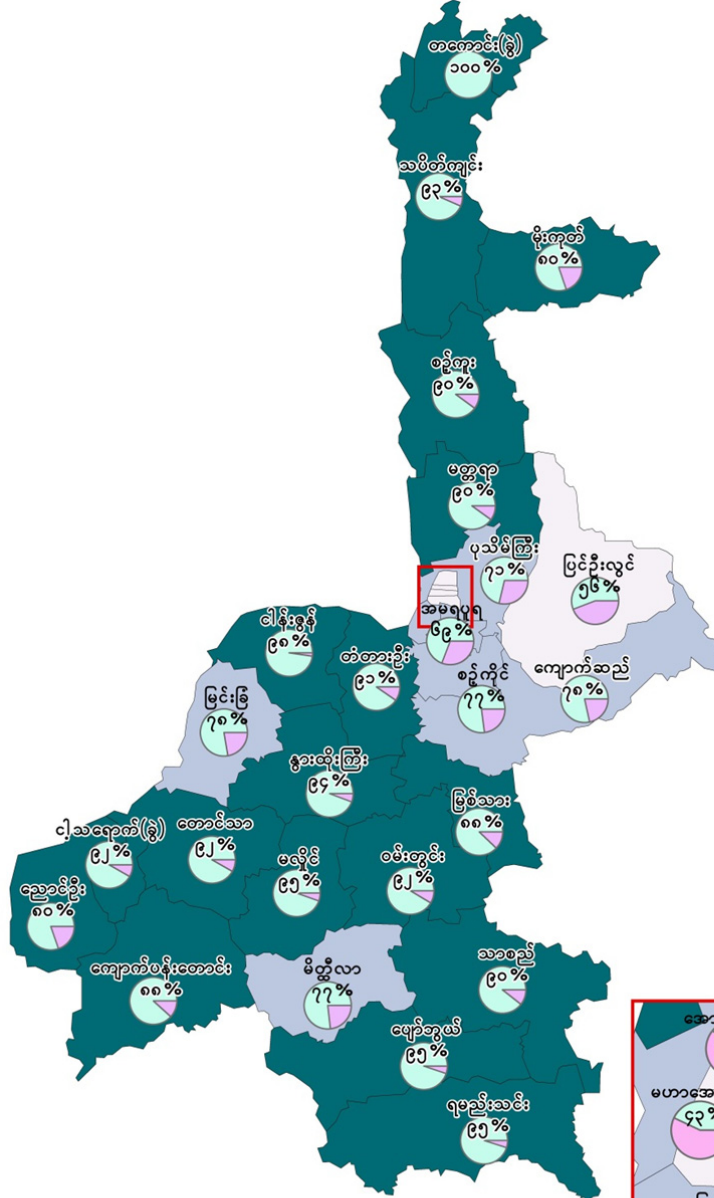 တကောင်း(ခွဲ)
၁၀၀%
သပိတ်ကျင်း
၉၃%
မိုးကုတ်
၈၀%
စဉ့်ကူး
၉၀%
မတ္တရာ
၉၀%
ပုသိမ်ကြီး
၇၁%
ပြင်ဦးလွင်
၅၆%
အမရပူရ
၆၉%
ငါန်းဇွန်
၉၈%
တံတားဦး
၉၁%
စဉ့်ကိုင်
၇၇%
ကျောက်ဆည်
၇၈%
မြင်းခြံ
၇၈%
နွားထိုးကြီး
၉၄%
မြစ်သား
၈၈%
ငါ့သရောက်(ခွဲ)
၉၂%
တောင်သာ
၉၂%
မလှိုင်
၉၅%
ဝမ်းတွင်း
၉၂%
ညောင်ဦး
၈၀%
ကျောက်ပန်းတောင်း
၈၈%
မိတ္ထီလာ
၇၇%
သာစည်
၉၀%
ပျော်ဘွယ်
၉၅%
ရမည်းသင်း
၉၅%
မဟာအေ
၄၃%